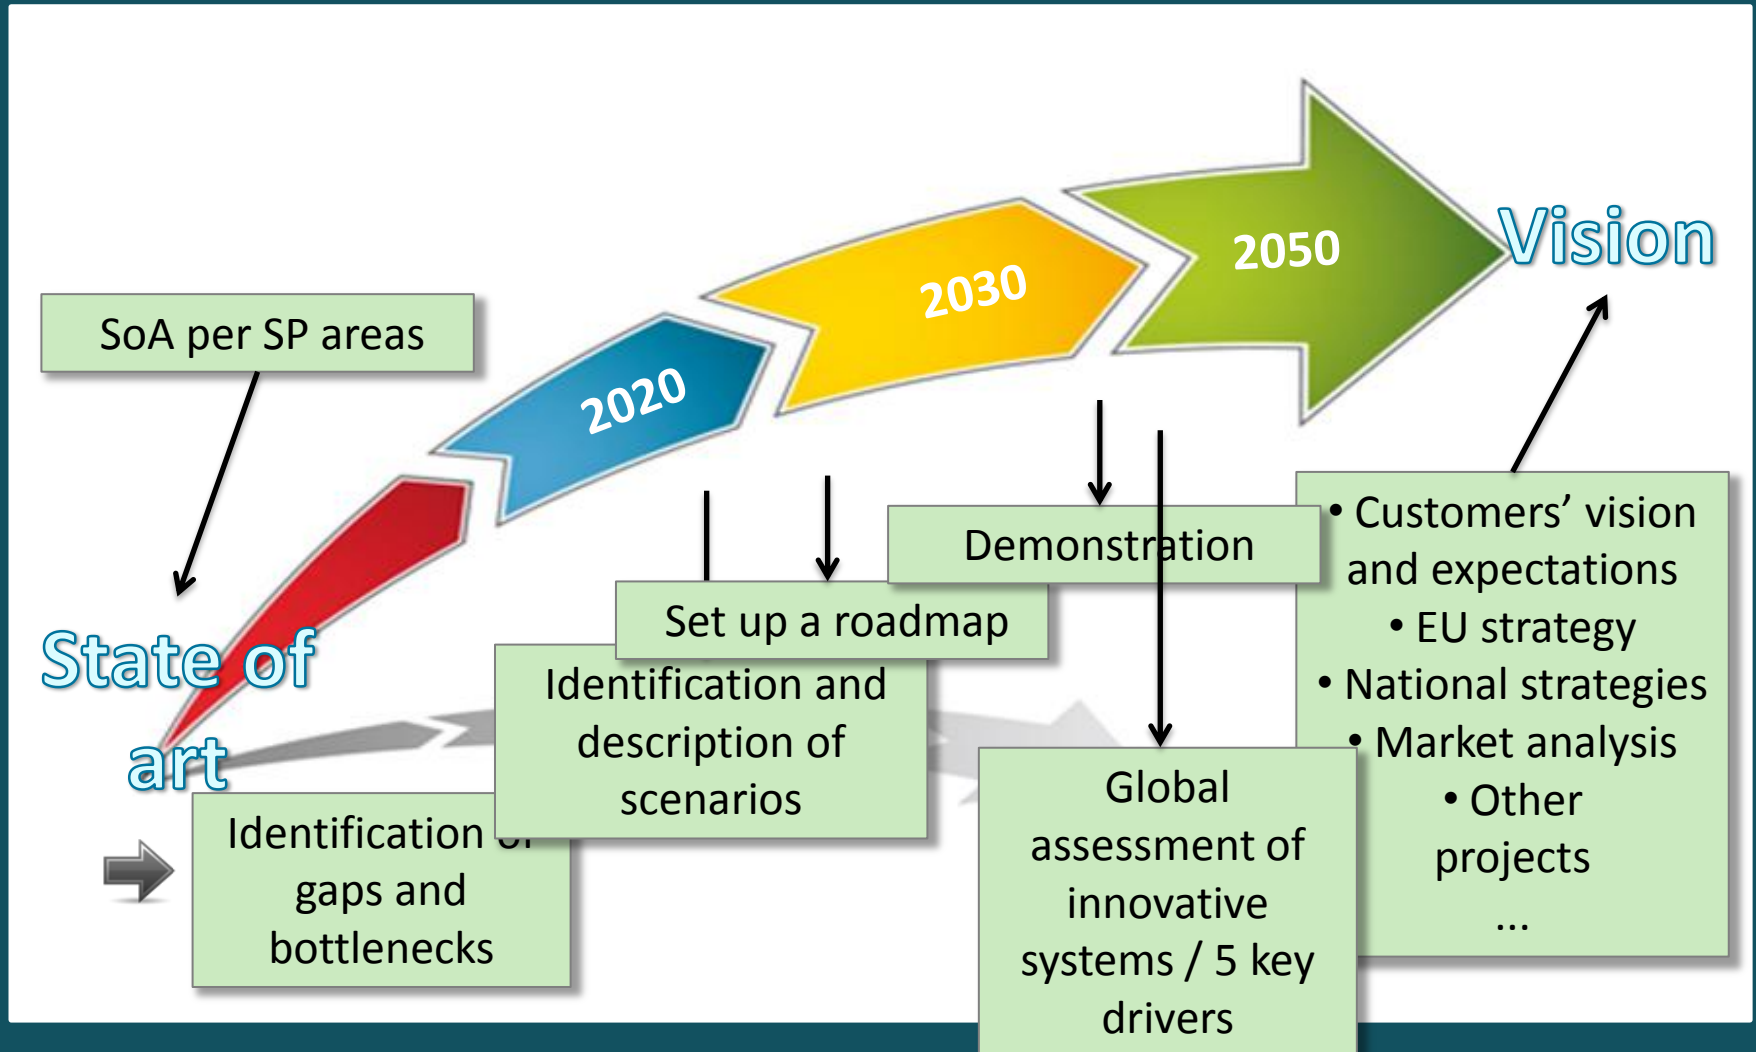 2050
Vision
2030
SoA per SP areas
2020
• Customers’ vision
and expectations
• EU strategy
• National strategies
• Market analysis
• Other
projects
...
Demonstration
Set up a roadmap
State of
art
Identification and
description of
scenarios
Global
assessment of
innovative
systems / 5 key
drivers
Identification of
gaps and
bottlenecks